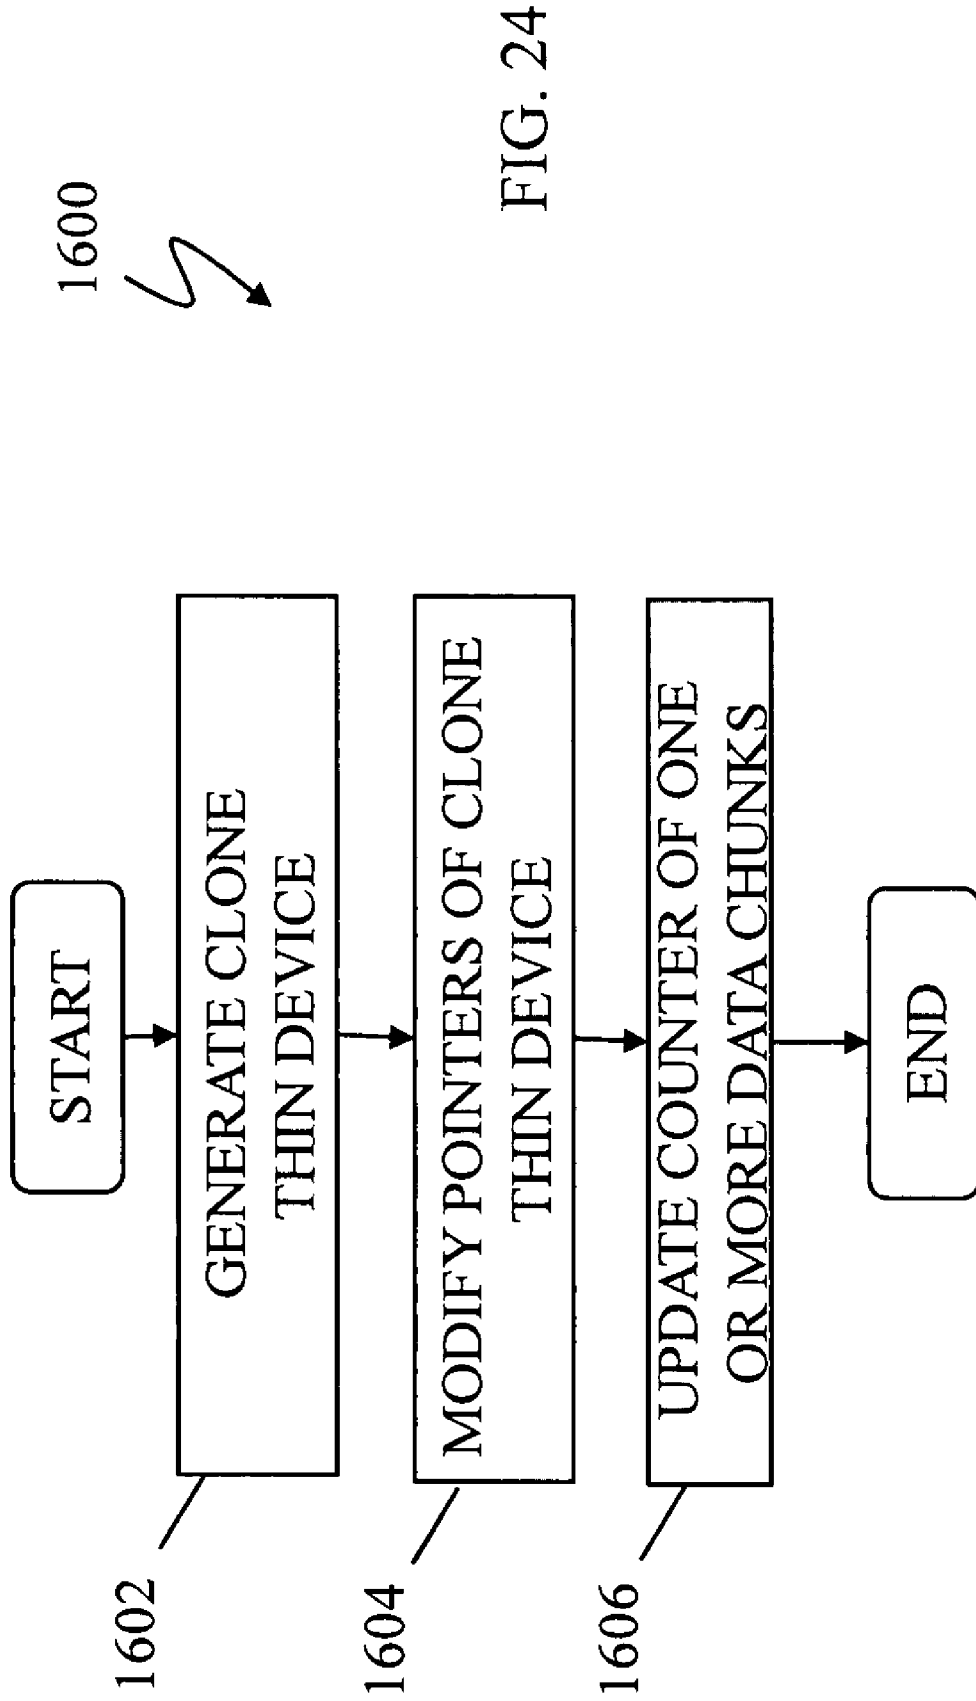 1600
START
1602
GENERATE CLONE
THIN DEVICE
1604
MODIFY POINTERS OF CLONE
THIN DEVICE
1606
UPDATE COUNTER OF ONE
OR MORE DATA CHUNKS
END
FIG. 24